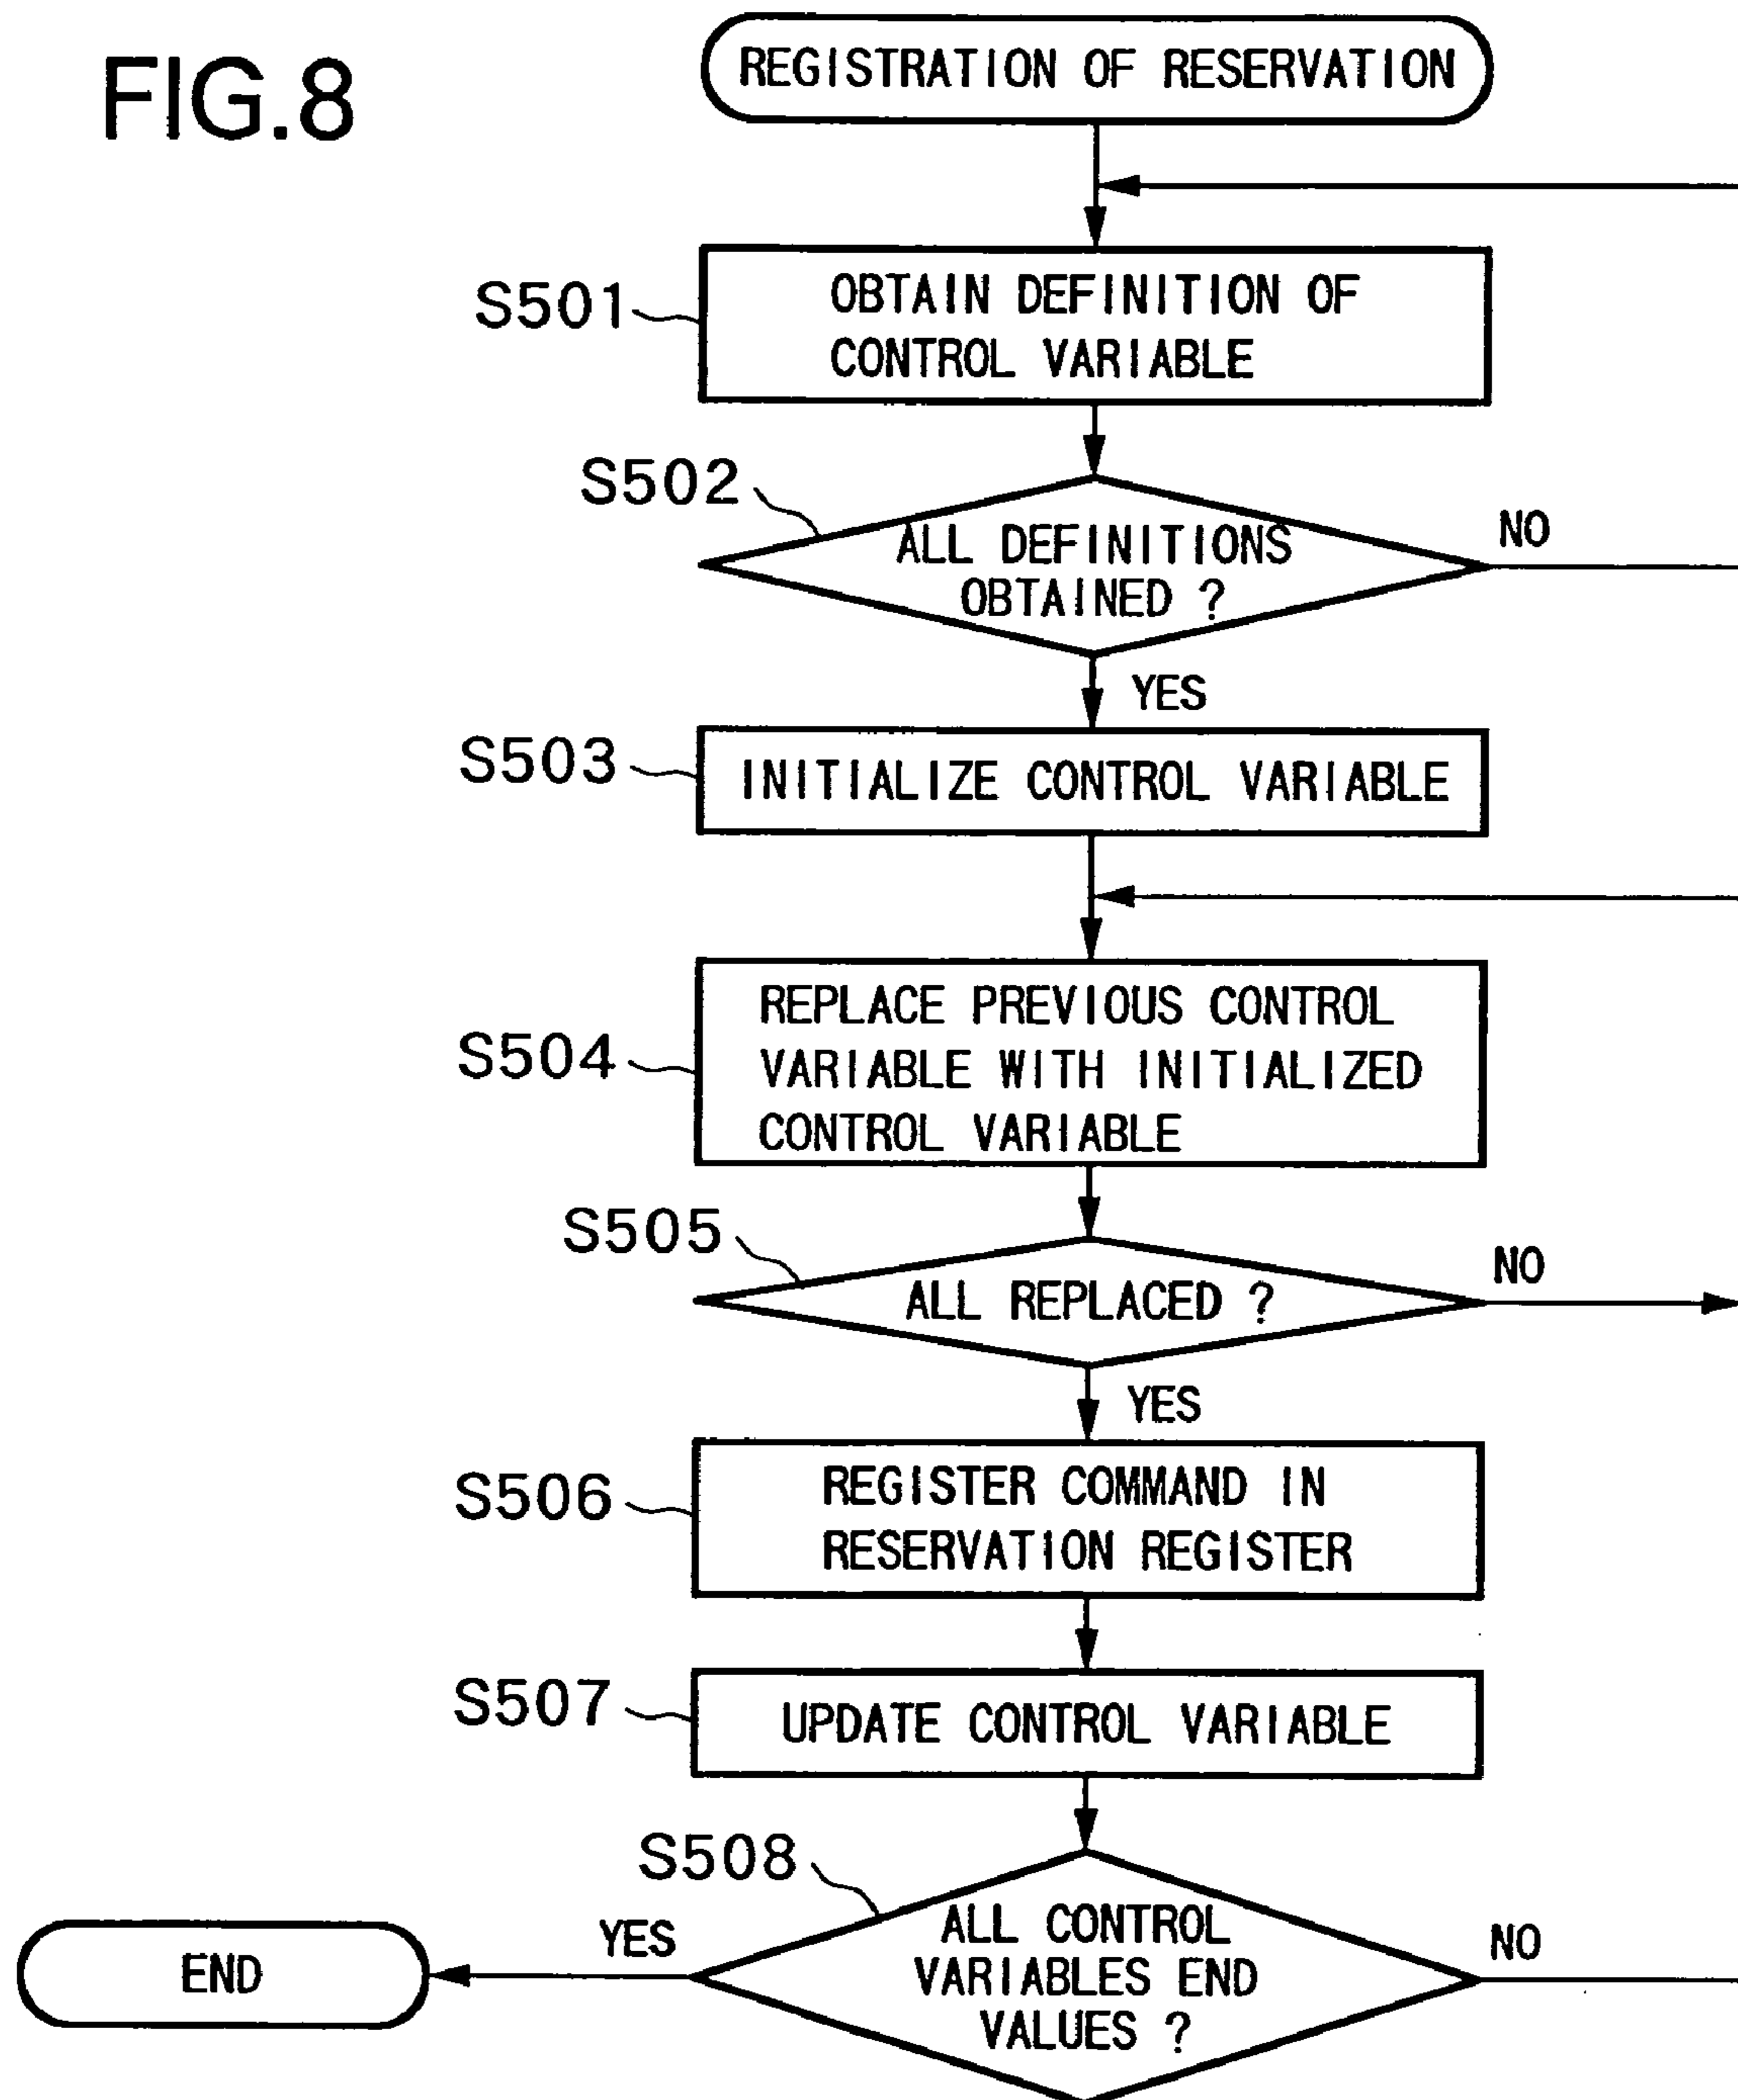 FIG.8
REGISTRATION OF RESERVATION
S501
OBTAIN DEFINITION OF
CONTROL VARIABLE
S502
ALL DEFINITIONS
OBTAINED ?
NO
YES
S503
INITIALIZE CONTROL VARIABLE
S504
REPLACE PREVIOUS CONTROL
VARIABLE WITH INITIALIZED
CONTROL VARIABLE
S505
ALL REPLACED ?
NO
YES
S506
REGISTER COMMAND IN
RESERVATION REGISTER
S507
UPDATE CONTROL VARIABLE
S508
ALL CONTROL
VARIABLES END
VALUES ?
YES
NO
END